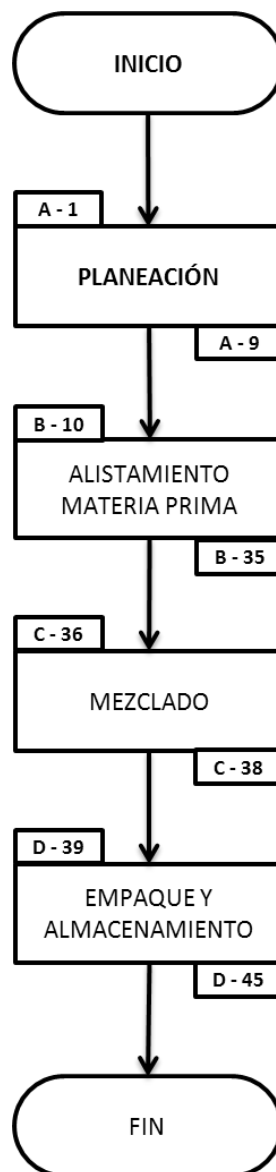 INICIO
A - 1
PLANEACIÓN
A - 9
B - 10
ALISTAMIENTO
MATERIA PRIMA
B - 35
C - 36
MEZCLADO
C - 38
D - 39
EMPAQUE Y
ALMACENAMIENTO
D - 45
FIN